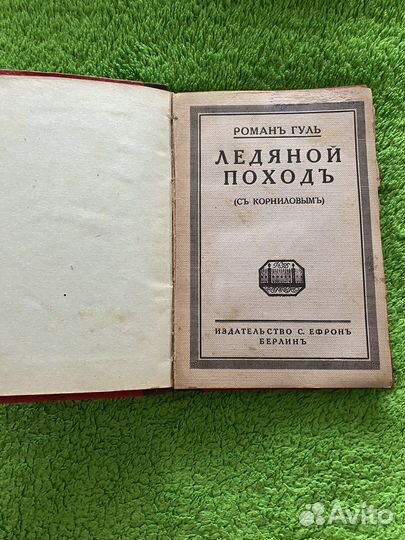 РОМАНЪ ГУЛЬ
ЛЕДЯНОЙ
ПОХОДЪ
(СЪ КОРНИЛОВЫМЪ)
ИЗДАТЕЛЬСТВО С. ЕФРОНЪ
БЕРЛИНЪ
Avito